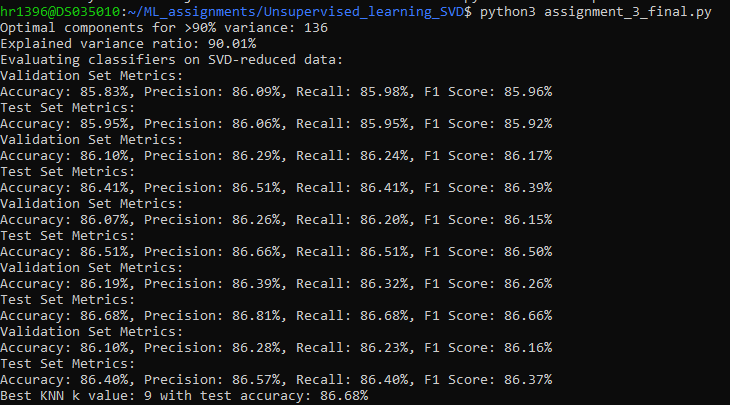 hr1396@DS035010:~/ML_assignments/Unsupervised_learning_SVD$ python3 assignment_3_final.py
Optimal components for >90% variance: 136
Explained variance ratio: 90.01%
Evaluating classifiers on SVD-reduced data:
Validation Set Metrics:
Accuracy: 85.83%, Precision: 86.09%, Recall: 85.98%, F1 Score: 85.96%
Test Set Metrics:
Accuracy: 85.95%, Precision: 86.06%, Recall: 85.95%, F1 Score: 85.92%
Validation Set Metrics:
Accuracy: 86.10%, Precision: 86.29%, Recall: 86.24%, F1 Score: 86.17%
Test Set Metrics:
Accuracy: 86.41%, Precision: 86.51%, Recall: 86.41%, F1 Score: 86.39%
Validation Set Metrics:
Accuracy: 86.07%, Precision: 86.26%, Recall: 86.20%, F1 Score: 86.15%
Test Set Metrics:
Accuracy: 86.51%, Precision: 86.66%, Recall: 86.51%, F1 Score: 86.50%
Validation Set Metrics:
Accuracy: 86.19%, Precision: 86.39%, Recall: 86.32%, F1 Score: 86.26%
Test Set Metrics:
Accuracy: 86.68%, Precision: 86.81%, Recall: 86.68%, F1 Score: 86.66%
Validation Set Metrics:
Accuracy: 86.10%, Precision: 86.28%, Recall: 86.23%, F1 Score: 86.16%
Test Set Metrics:
Accuracy: 86.40%, Precision: 86.57%, Recall: 86.40%, F1 Score: 86.37%
Best KNN k value: 9 with test accuracy: 86.68%